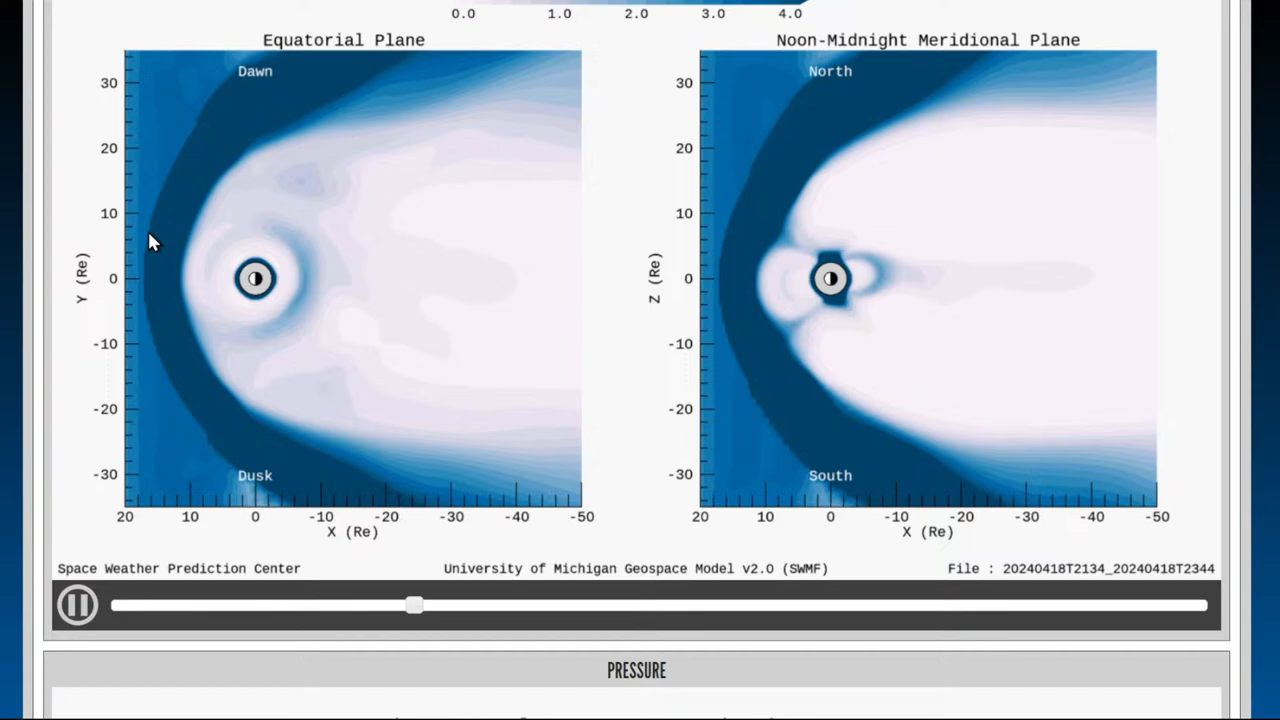 0.0 1.0 2.0 3.0 4.0
Equatorial Plane
Dawn
30
20
10
0
-10
-20
-30
Y (Re)
Dusk
20 10 0 -10 -20 -30 -40 -50
X (Re)
Noon-Midnight Meridional Plane
North
30
20
10
0
-10
-20
-30
Z (Re)
South
20 10 0 -10 -20 -30 -40 -50
X (Re)
Space Weather Prediction Center
University of Michigan Geospace Model v2.0 (SWMF)
File : 20240418T2134_20240418T2344
PRESSURE